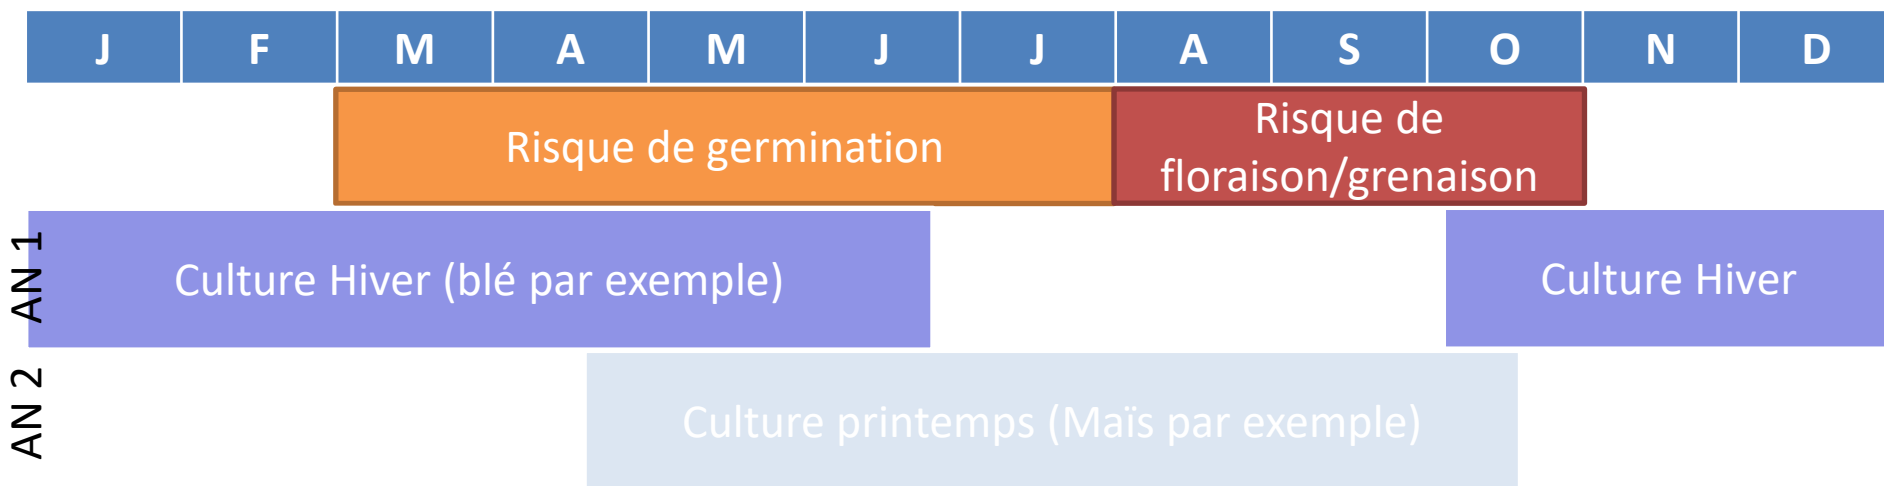 J F M A M J J A S O N D
Risque de germination
Risque de
floraison/grenaison
AN 1
Culture Hiver (blé par exemple)
Culture Hiver
AN 2
Culture printemps (Maïs par exemple)